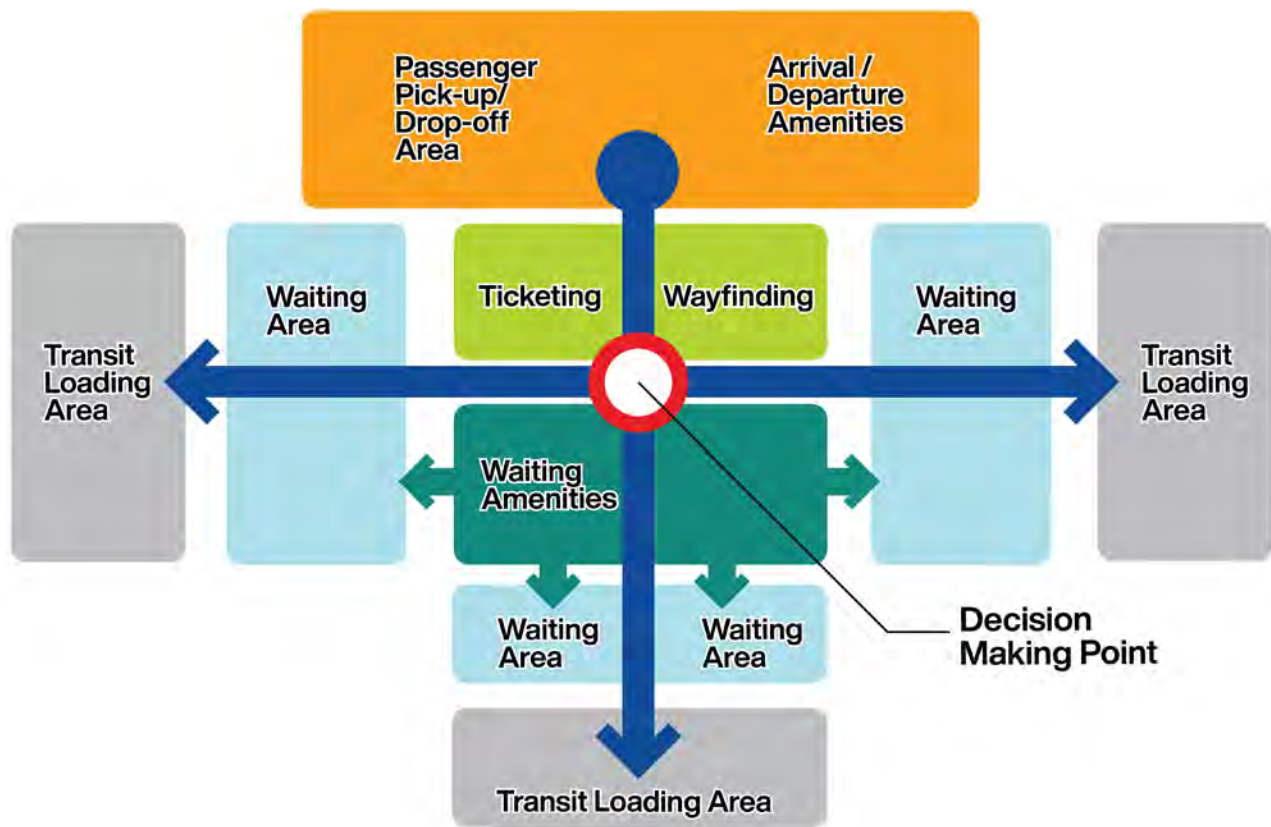 Passenger
Pick-up/
Drop-off
Area
Arrival /
Departure
Amenities
Transit
Loading
Area
Waiting
Area
Ticketing
Wayfinding
Waiting
Area
Transit
Loading
Area
Waiting
Amenities
Waiting
Area
Waiting
Area
Decision
Making Point
Transit Loading Area